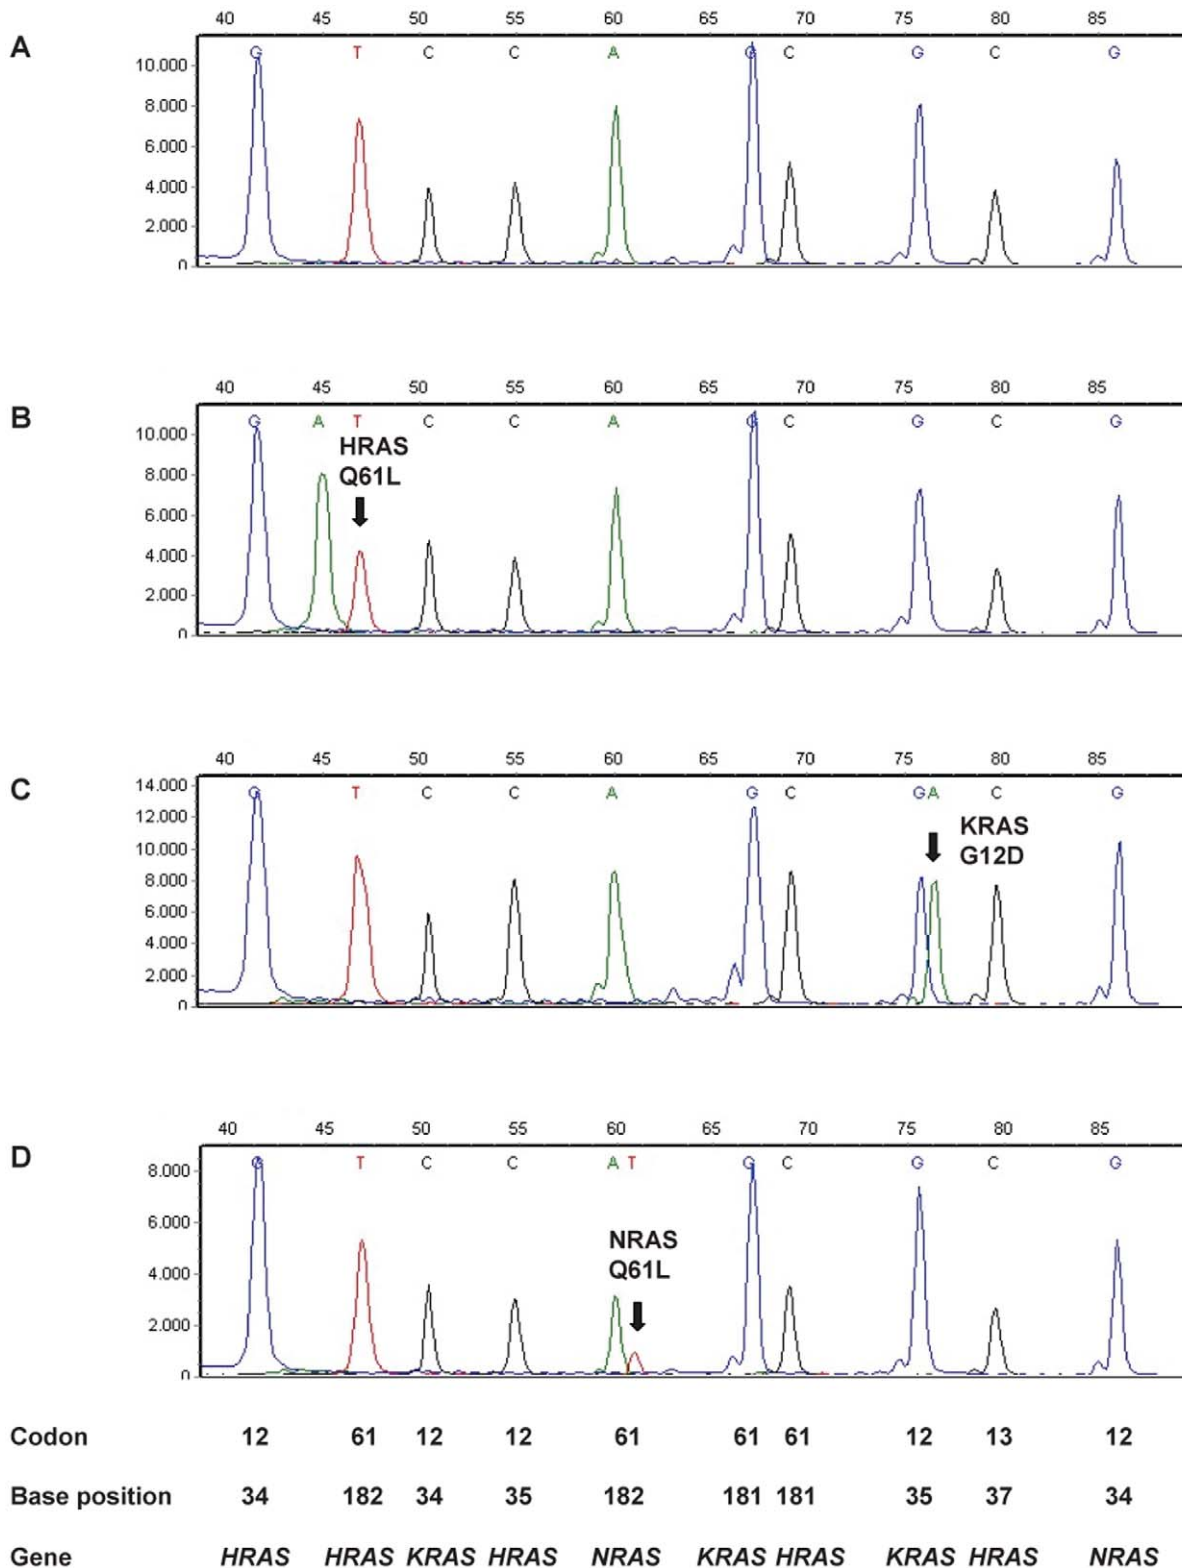 40 45 50 55 60 65 70 75 80 85
A
G T C C A G C G C G
10.000
8.000
6.000
4.000
2.000
0
40 45 50 55 60 65 70 75 80 85
B
G A T C C A G C G C G
HRAS
Q61L
10.000
8.000
6.000
4.000
2.000
0
40 45 50 55 60 65 70 75 80 85
C
G T C C A G C G A C G
KRAS
G12D
14.000
12.000
10.000
8.000
6.000
4.000
2.000
0
40 45 50 55 60 65 70 75 80 85
D
G T C C A T G C G C G
NRAS
Q61L
8.000
6.000
4.000
2.000
0
Codon 12 61 12 12 61 61 61 12 13 12
Base position 34 182 34 35 182 181 181 35 37 34
Gene HRAS HRAS KRAS HRAS NRAS KRAS HRAS KRAS HRAS NRAS